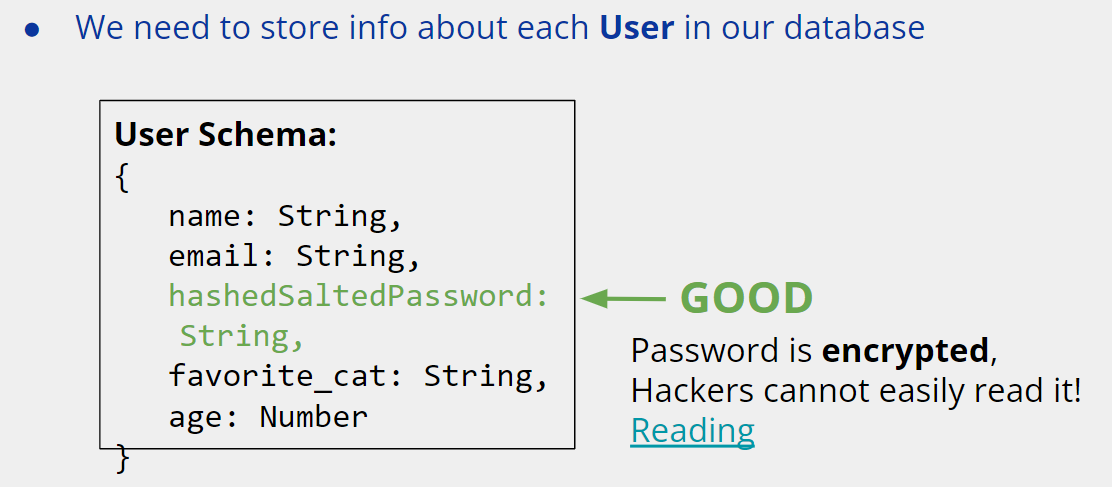 ● We need to store info about each User in our database
User Schema:
{
name: String,
email: String,
hashedSaltedPassword:
String,
favorite_cat: String,
age: Number
}
GOOD
Password is encrypted,
Hackers cannot easily read it!
Reading